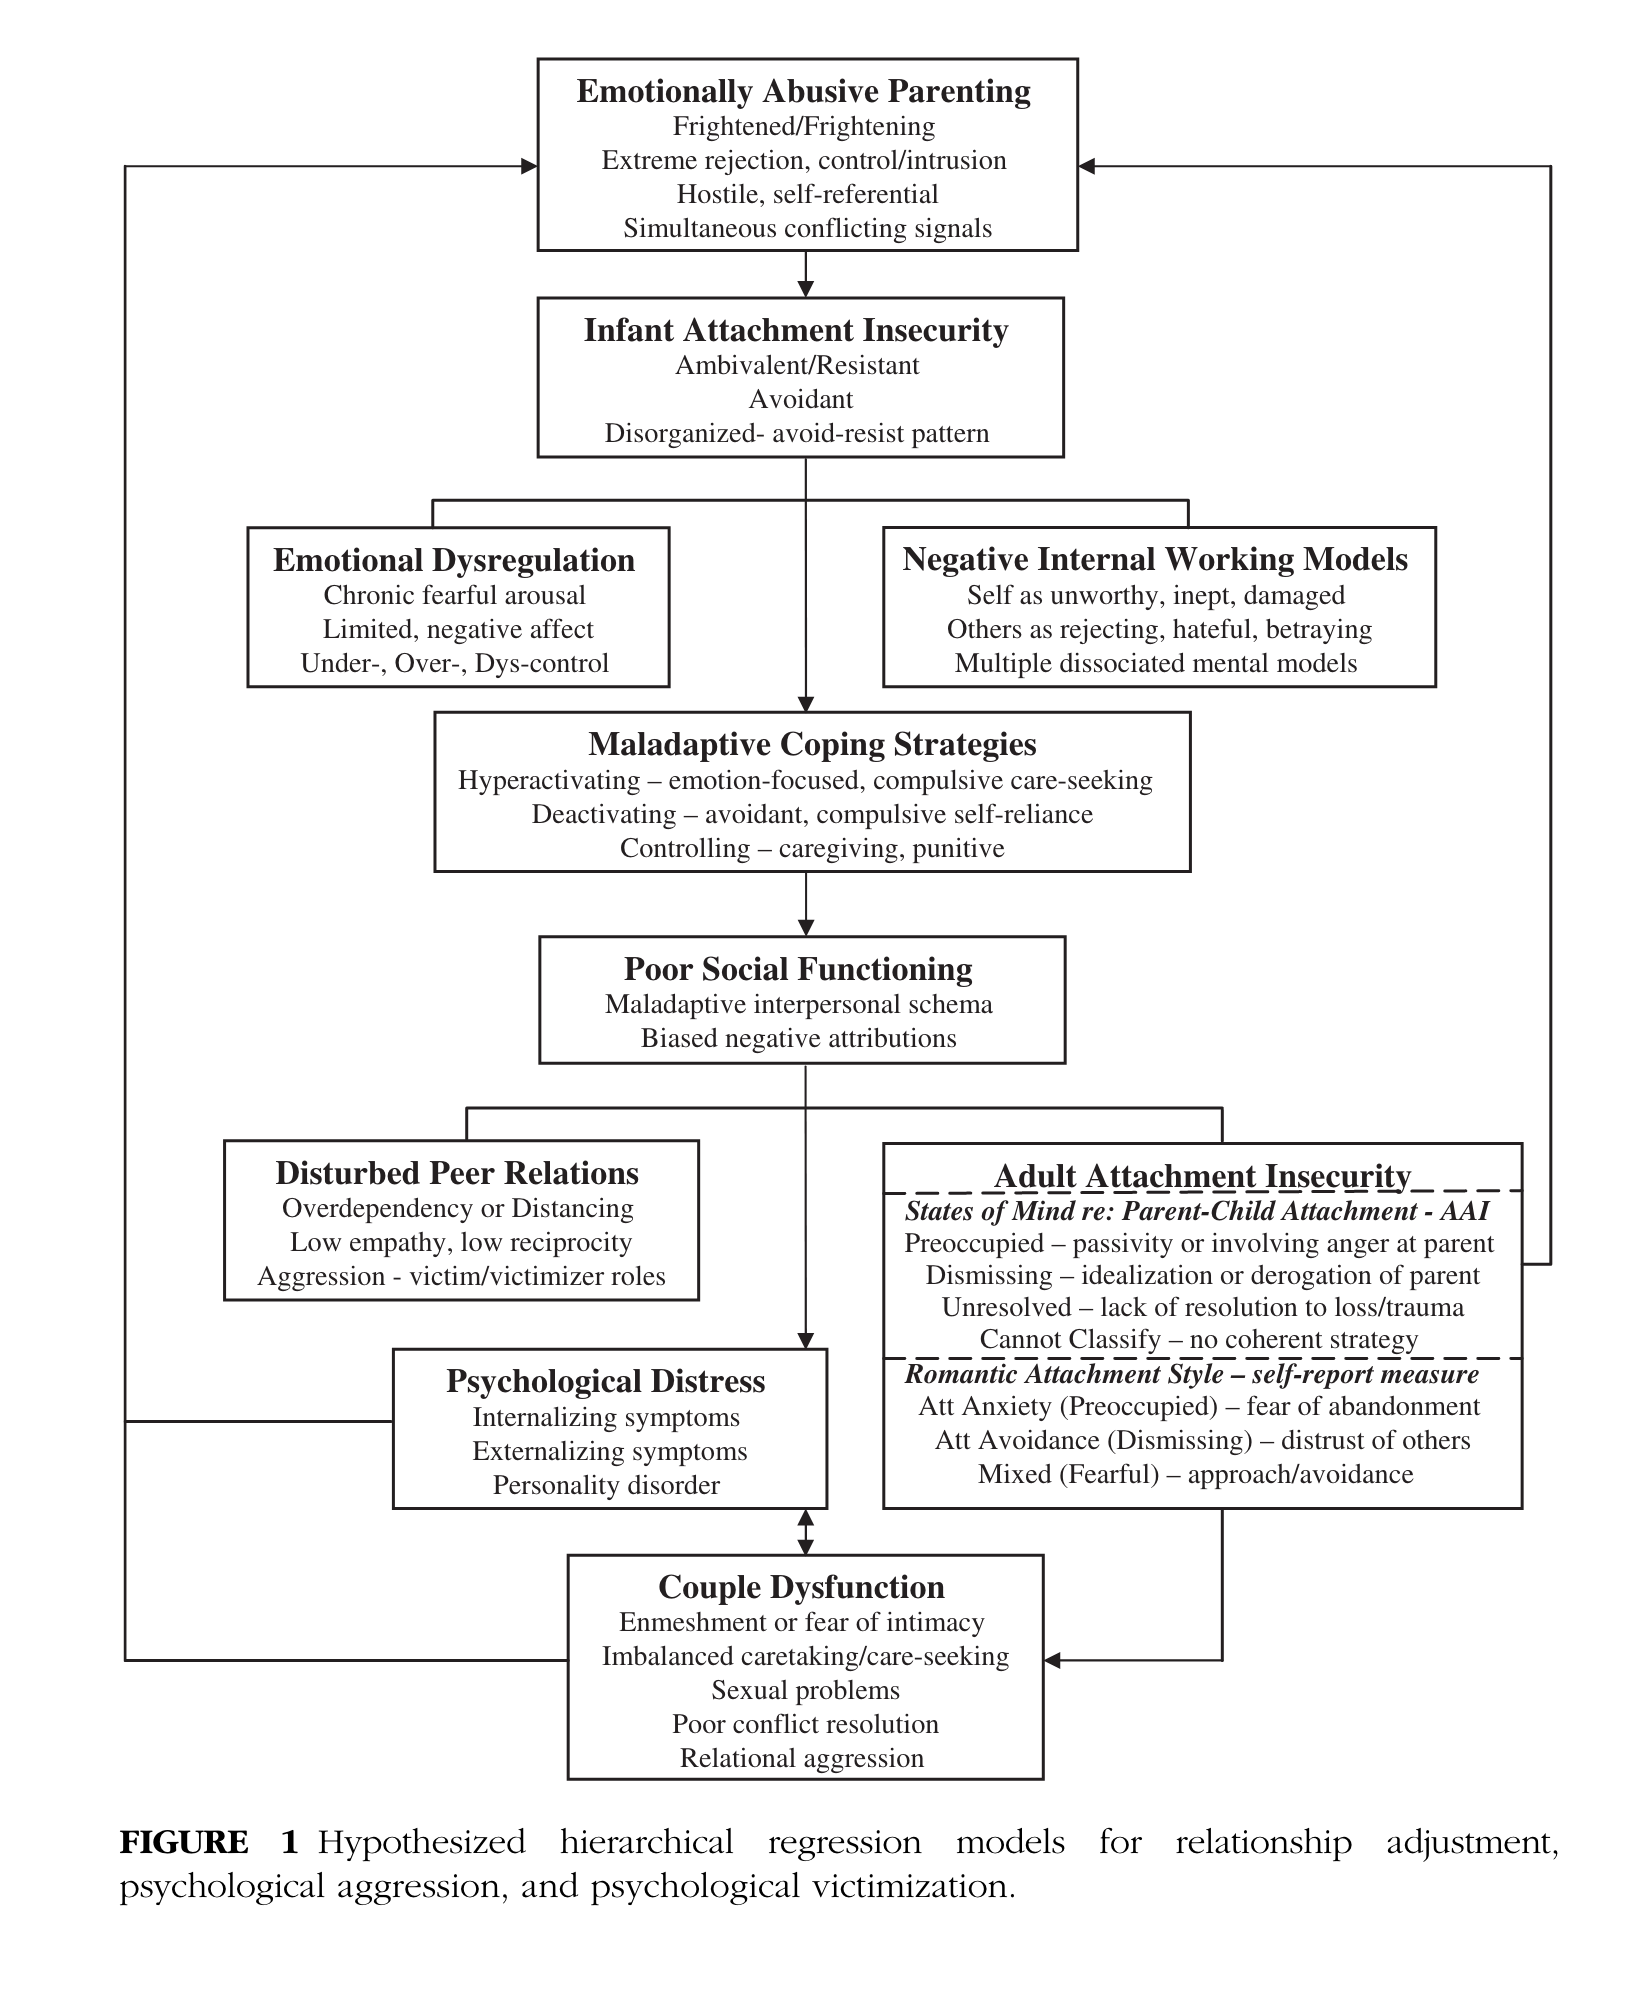 Emotionally Abusive Parenting
Frightened/Frightening
Extreme rejection, control/intrusion
Hostile, self-referential
Simultaneous conflicting signals
Infant Attachment Insecurity
Ambivalent/Resistant
Avoidant
Disorganized- avoid-resist pattern
Emotional Dysregulation
Chronic fearful arousal
Limited, negative affect
Under-, Over-, Dys-control
Negative Internal Working Models
Self as unworthy, inept, damaged
Others as rejecting, hateful, betraying
Multiple dissociated mental models
Maladaptive Coping Strategies
Hyperactivating – emotion-focused, compulsive care-seeking
Deactivating – avoidant, compulsive self-reliance
Controlling – caregiving, punitive
Poor Social Functioning
Maladaptive interpersonal schema
Biased negative attributions
Disturbed Peer Relations
Overdependency or Distancing
Low empathy, low reciprocity
Aggression - victim/victimizer roles
Adult Attachment Insecurity
States of Mind re: Parent-Child Attachment - AAI
Preoccupied – passivity or involving anger at parent
Dismissing – idealization or derogation of parent
Unresolved – lack of resolution to loss/trauma
Cannot Classify – no coherent strategy
Romantic Attachment Style – self-report measure
Att Anxiety (Preoccupied) – fear of abandonment
Att Avoidance (Dismissing) – distrust of others
Mixed (Fearful) – approach/avoidance
Psychological Distress
Internalizing symptoms
Externalizing symptoms
Personality disorder
Couple Dysfunction
Enmeshment or fear of intimacy
Imbalanced caretaking/care-seeking
Sexual problems
Poor conflict resolution
Relational aggression
FIGURE 1 Hypothesized hierarchical regression models for relationship adjustment,
psychological aggression, and psychological victimization.